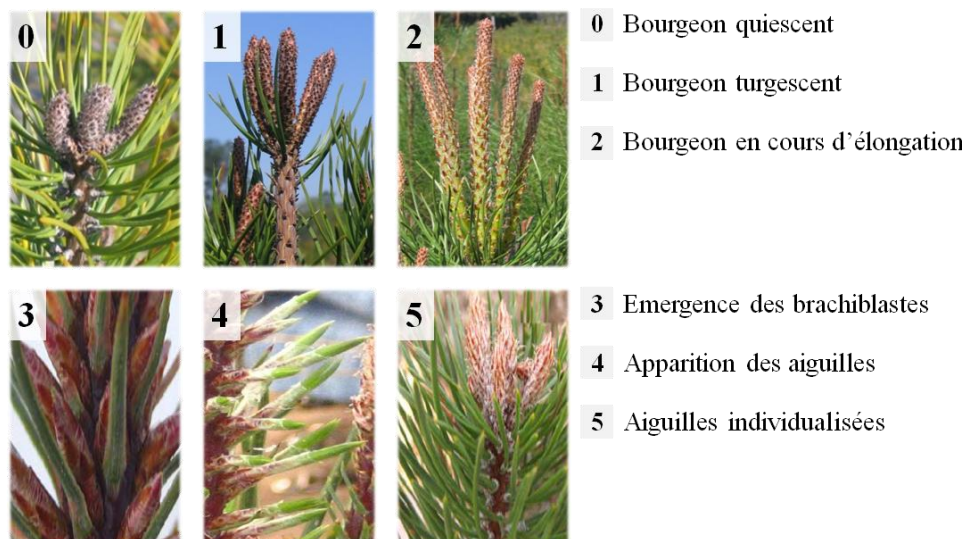 0
1
2
0 Bourgeon quiescent
1 Bourgeon turgescent
2 Bourgeon en cours d’élongation
3
4
5
3 Emergence des brachiblastes
4 Apparition des aiguilles
5 Aiguilles individualisées